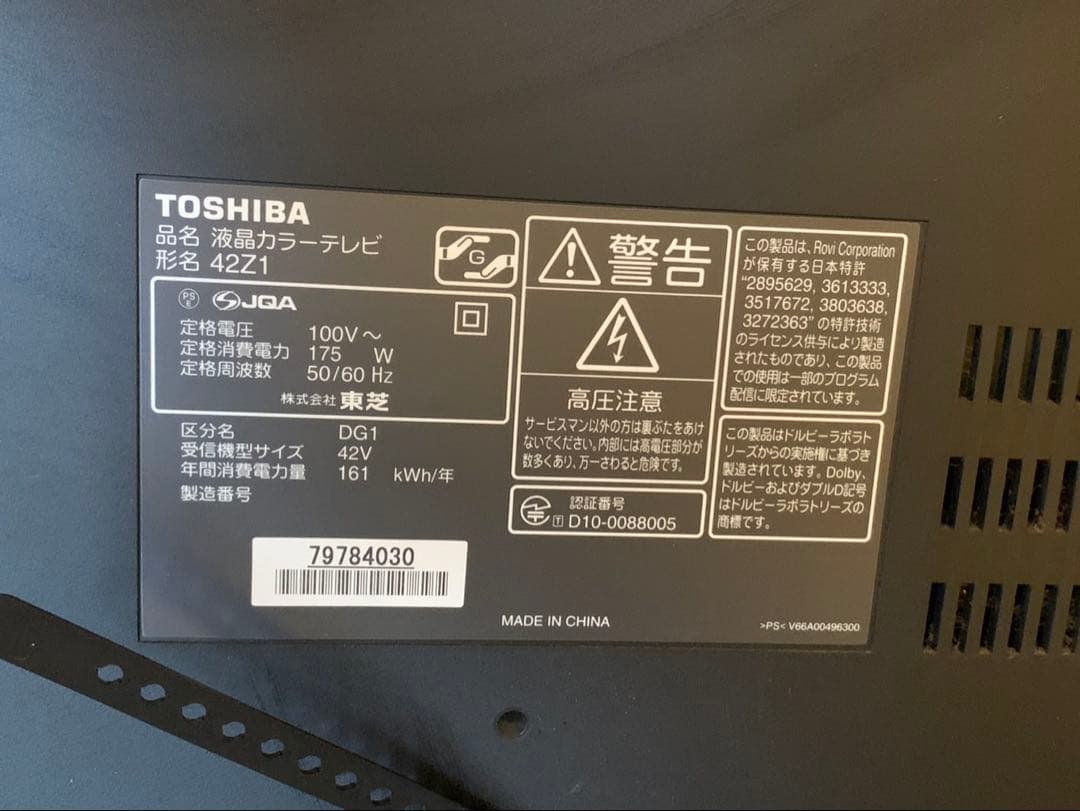 TOSHIBA
品名 液晶カラーテレビ
形名 42Z1
G
PS
E
JQA
定格電圧 100V～
定格消費電力 175 W
定格周波数 50/60 Hz
株式会社 東芝
区分名 DG1
受信機型サイズ 42V
年間消費電力量 161 kWh/年
製造番号
79784030
警告
高圧注意
サービスマン以外の方は裏ぶたをあけ
ないでください。内部には高電圧部分が
数多くあり、万一さわると危険です。
認証番号
T D10-0088005
この製品は、Rovi Corporation
が保有する日本特許
“2895629, 3613333,
3517672, 3803638,
3272363” の特許技術
のライセンス供与により製造
されたものであり、この製品
での使用は一部のプログラム
配信に限定されています。
この製品はドルビーラボラト
リーズからの実施権に基づき
製造されています。Dolby、
ドルビーおよびダブルD記号
はドルビーラボラトリーズの
商標です。
MADE IN CHINA
>PS< V66A00496300